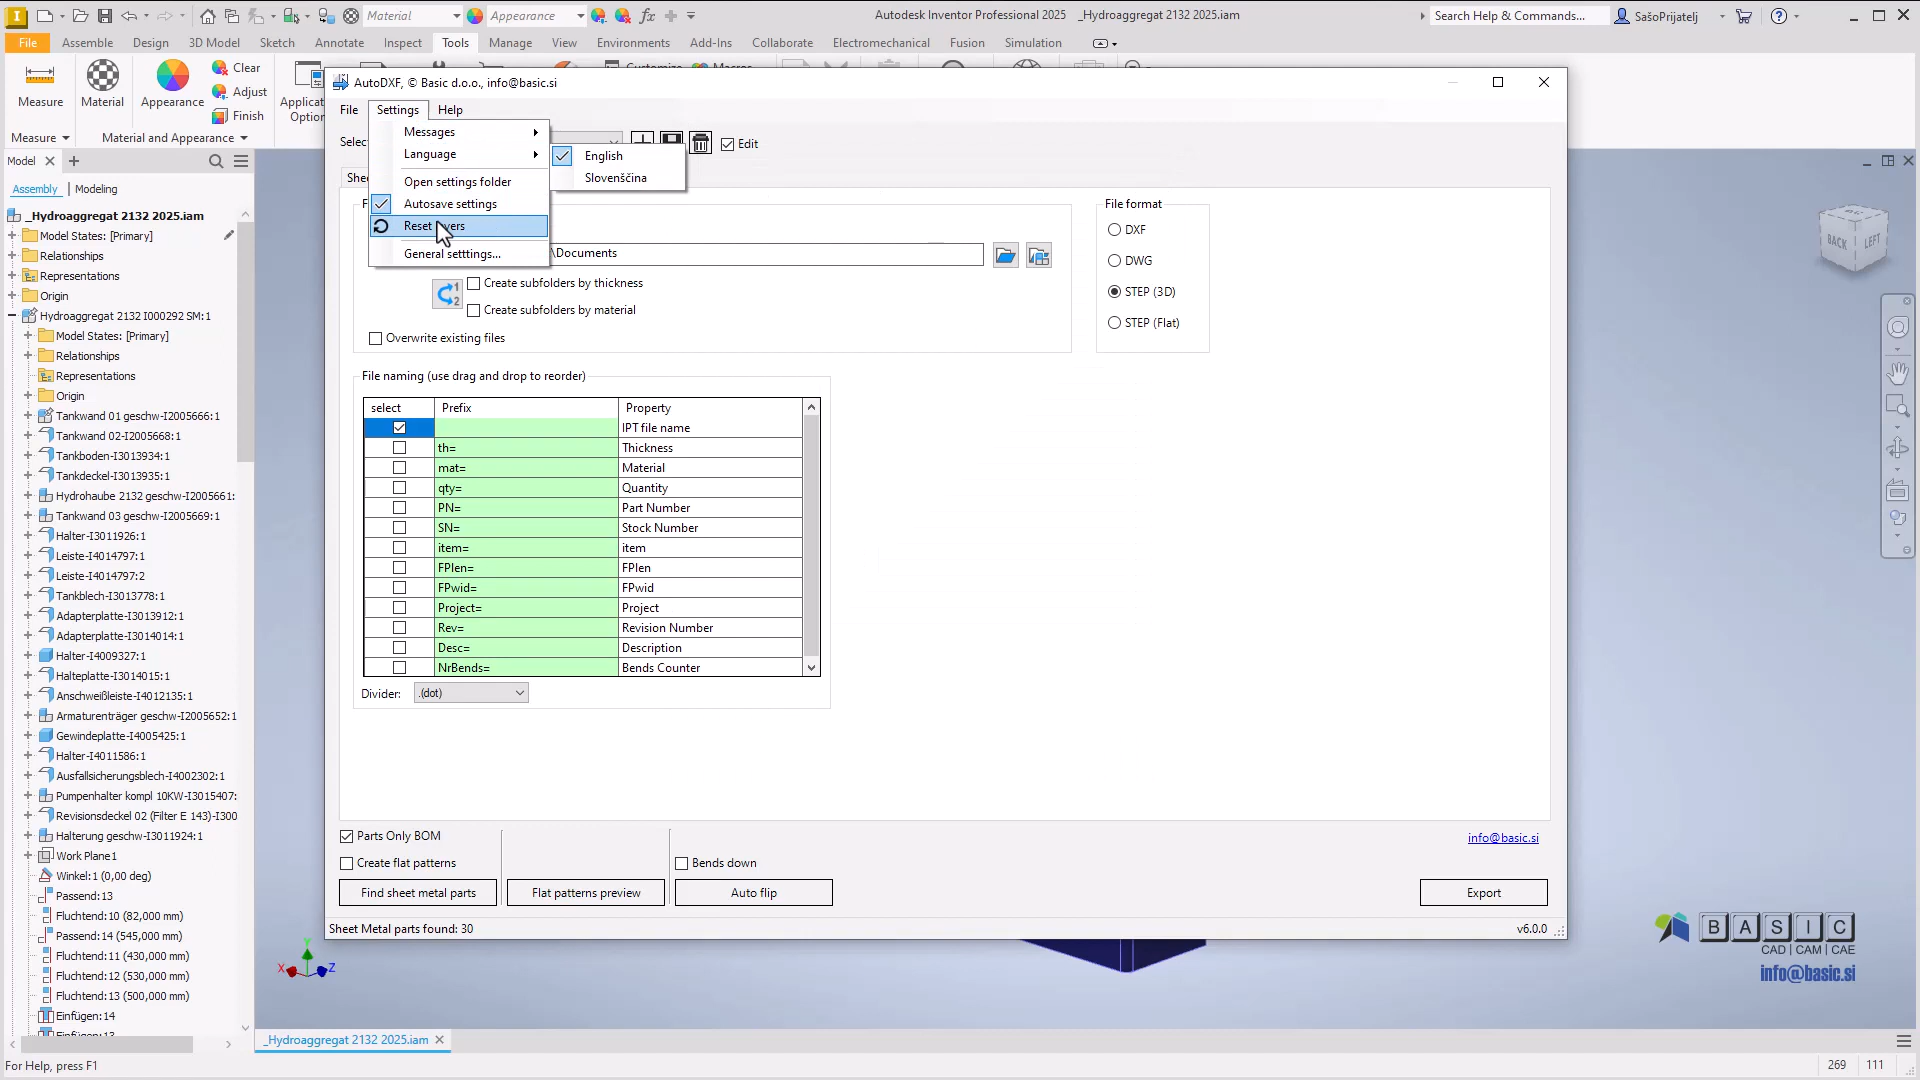 Material
Appearance
Autodesk Inventor Professional 2025 _Hydroaggregat 2132 2025.iam
Search Help & Commands...
SašoPrijatelj
File
Assemble
Design
3D Model
Sketch
Annotate
Inspect
Tools
Manage
View
Environments
Add-Ins
Collaborate
Electromechanical
Fusion
Simulation
Measure
Material
Appearance
Clear
Adjust
Finish
Measure
Material and Appearance
Model
Assembly
Modeling
_Hydroaggregat 2132 2025.iam
Model States: [Primary]
Relationships
Representations
Origin
Hydroaggregat 2132 I000292 SM:1
Model States: [Primary]
Relationships
Representations
Origin
Tankwand 01 geschw-I2005666:1
Tankwand 02-I2005668:1
Tankboden-I3013934:1
Tankdeckel-I3013935:1
Hydrohaube 2132 geschw-I2005661:
Tankwand 03 geschw-I2005669:1
Halter-I3011926:1
Leiste-I4014797:1
Leiste-I4014797:2
Tankblech-I3013778:1
Adapterplatte-I3013912:1
Adapterplatte-I3014014:1
Halter-I4009327:1
Halteplatte-I3014015:1
Anschweißleiste-I4012135:1
Armaturenträger geschw-I2005652:1
Gewindeplatte-I4005425:1
Halter-I4011586:1
Ausfallsicherungsblech-I4002302:1
Pumpenhalter kompl 10KW-I3015407:
Revisionsdeckel 02 (Filter E 143)-I300
Halterung geschw-I3011924:1
Work Plane1
Winkel:1 (0,00 deg)
Passend:13
Fluchtend:10 (82,000 mm)
Passend:14 (545,000 mm)
Fluchtend:11 (430,000 mm)
Fluchtend:12 (530,000 mm)
Fluchtend:13 (500,000 mm)
Einfügen:14
AutoDXF, © Basic d.o.o., info@basic.si
File
Settings
Help
Messages
Language
Open settings folder
Autosave settings
General setttings...
English
Slovenščina
Edit
\Documents
Create subfolders by thickness
Create subfolders by material
Overwrite existing files
File format
DXF
DWG
STEP (3D)
STEP (Flat)
File naming (use drag and drop to reorder)
select Prefix Property
IPT file name
th= Thickness
mat= Material
qty= Quantity
PN= Part Number
SN= Stock Number
item= item
FPlen= FPlen
FPwid= FPwid
Project= Project
Rev= Revision Number
Desc= Description
NrBends= Bends Counter
Divider: .(dot)
Parts Only BOM
Create flat patterns
Find sheet metal parts
Flat patterns preview
Bends down
Auto flip
info@basic.si
Export
Sheet Metal parts found: 30
v6.0.0
BACK
LEFT
BASIC
CAD | CAM | CAE
info@basic.si
Y
X
Z
_Hydroaggregat 2132 2025.iam
For Help, press F1
269
111